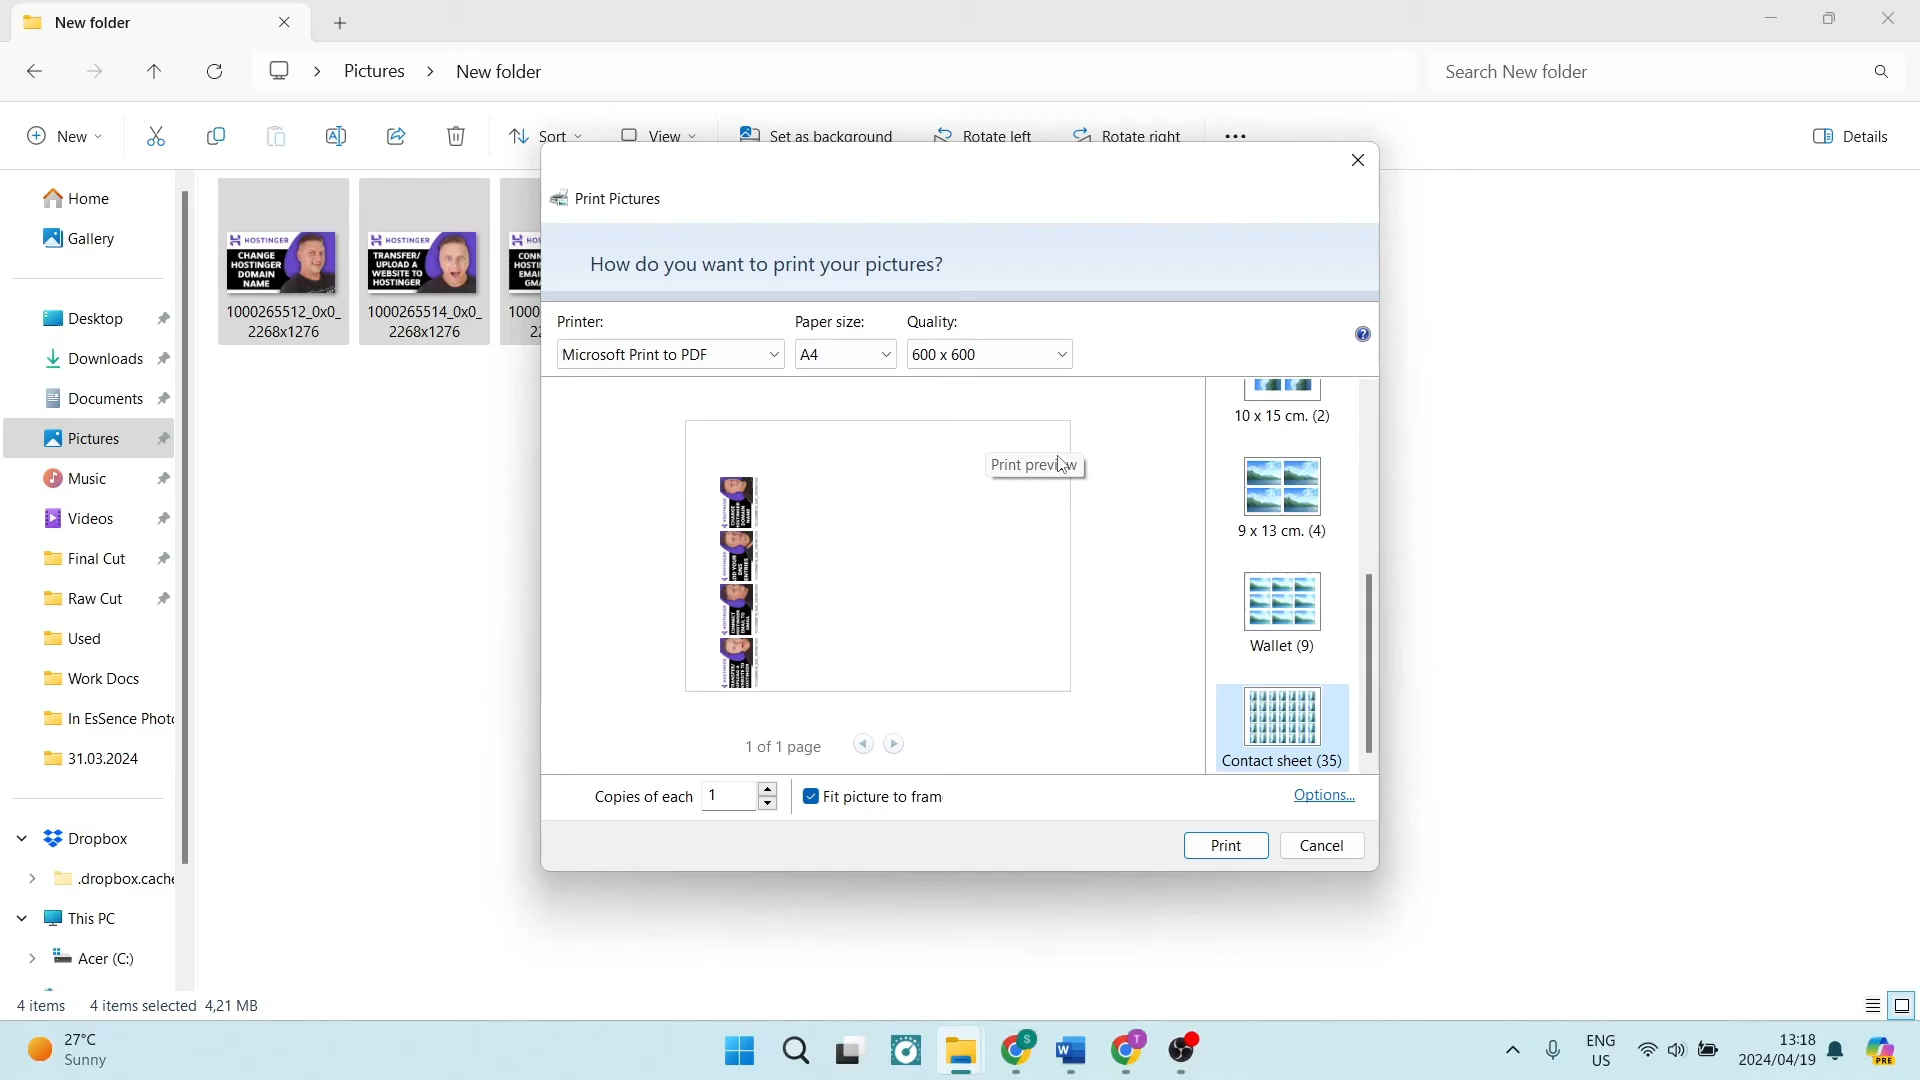 New folder
Pictures
New folder
Search New folder
New
Sort
View
Set as background
Rotate left
Rotate right
Details
Home
Gallery
Desktop
Downloads
Documents
Pictures
Music
Videos
Final Cut
Raw Cut
Used
Work Docs
In EsSence Photo
31.03.2024
Dropbox
.dropbox.cache
This PC
Acer (C:)
HOSTINGER
CHANGE
HOSTINGER
DOMAIN
NAME
1000265512_0x0_
2268x1276
HOSTINGER
TRANSFER/
UPLOAD A
WEBSITE TO
HOSTINGER
1000265514_0x0_
2268x1276
Print Pictures
How do you want to print your pictures?
Printer:
Paper size:
Quality:
Microsoft Print to PDF
A4
600 x 600
Print preview
10 x 15 cm. (2)
9 x 13 cm. (4)
Wallet (9)
Contact sheet (35)
1 of 1 page
Copies of each
1
Fit picture to fram
Options...
Print
Cancel
4 items
4 items selected 4,21 MB
27°C
Sunny
S
T
ENG
US
13:18
2024/04/19
PRE